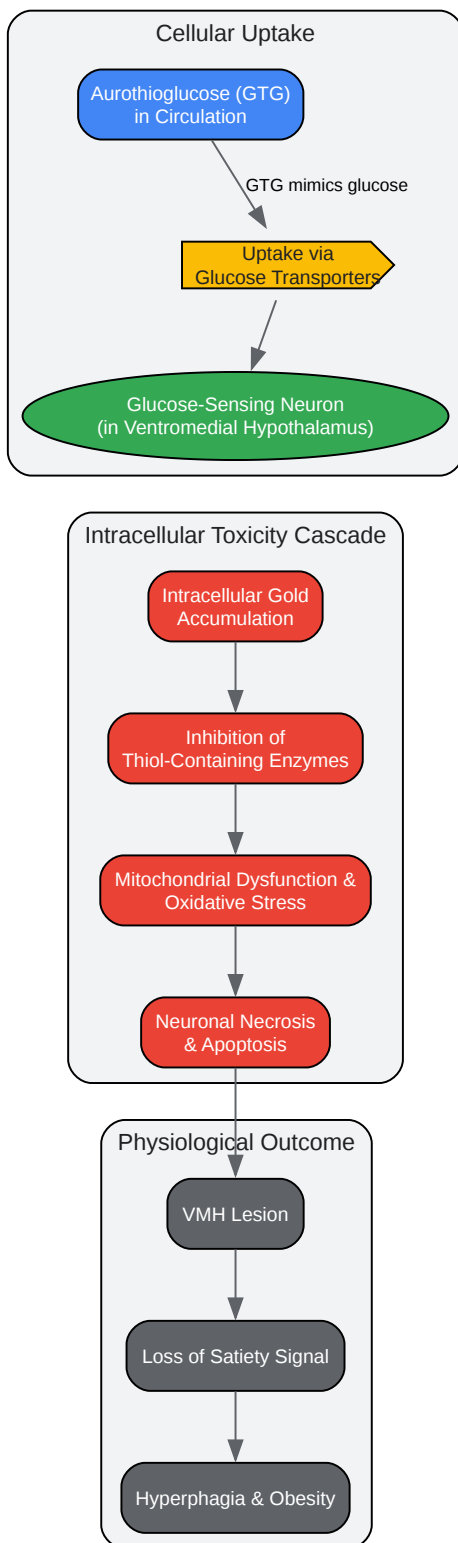 Cellular Uptake
Aurothioglucose (GTG)
in Circulation
GTG mimics glucose
Uptake via
Glucose Transporters
Glucose-Sensing Neuron
(in Ventromedial Hypothalamus)
Intracellular Toxicity Cascade
Intracellular Gold
Accumulation
Inhibition of
Thiol-Containing Enzymes
Mitochondrial Dysfunction &
Oxidative Stress
Neuronal Necrosis
& Apoptosis
Physiological Outcome
VMH Lesion
Loss of Satiety Signal
Hyperphagia & Obesity